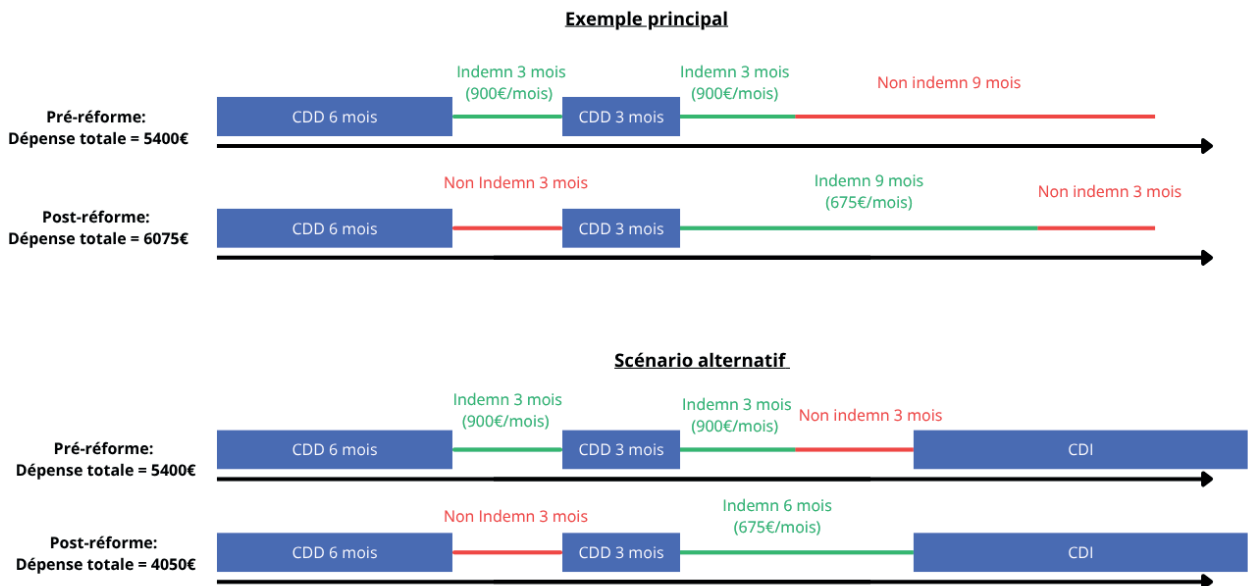 Exemple principal
Indemn 3 mois
(900€/mois)
Indemn 3 mois
(900€/mois)
Non indemn 9 mois
Pré-réforme:
Dépense totale = 5400€
CDD 6 mois
CDD 3 mois
Non Indemn 3 mois
Indemn 9 mois
(675€/mois)
Non indemn 3 mois
Post-réforme:
Dépense totale = 6075€
CDD 6 mois
CDD 3 mois
Scénario alternatif
Indemn 3 mois
(900€/mois)
Indemn 3 mois
(900€/mois)
Non indemn 3 mois
Pré-réforme:
Dépense totale = 5400€
CDD 6 mois
CDD 3 mois
CDI
Non Indemn 3 mois
Indemn 6 mois
(675€/mois)
Post-réforme:
Dépense totale = 4050€
CDD 6 mois
CDD 3 mois
CDI